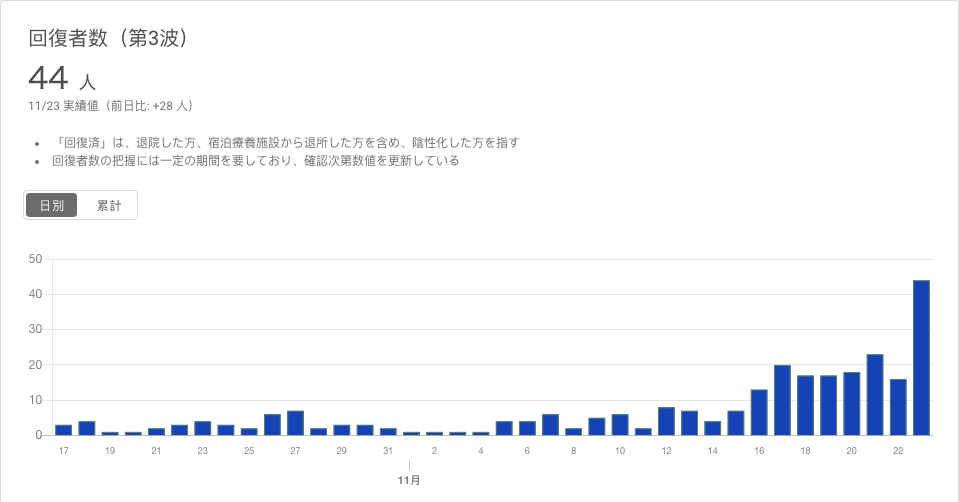 回復者数（第3波）
44 人
11/23 実績値（前日比: +28 人）
• 「回復済」は、退院した方、宿泊療養施設から退所した方を含め、陰性化した方を指す
• 回復者数の把握には一定の期間を要しており、確認次第数値を更新している
日別 累計
50
40
30
20
10
0
17 19 21 23 25 27 29 31 2 4 6 8 10 12 14 16 18 20 22
11月